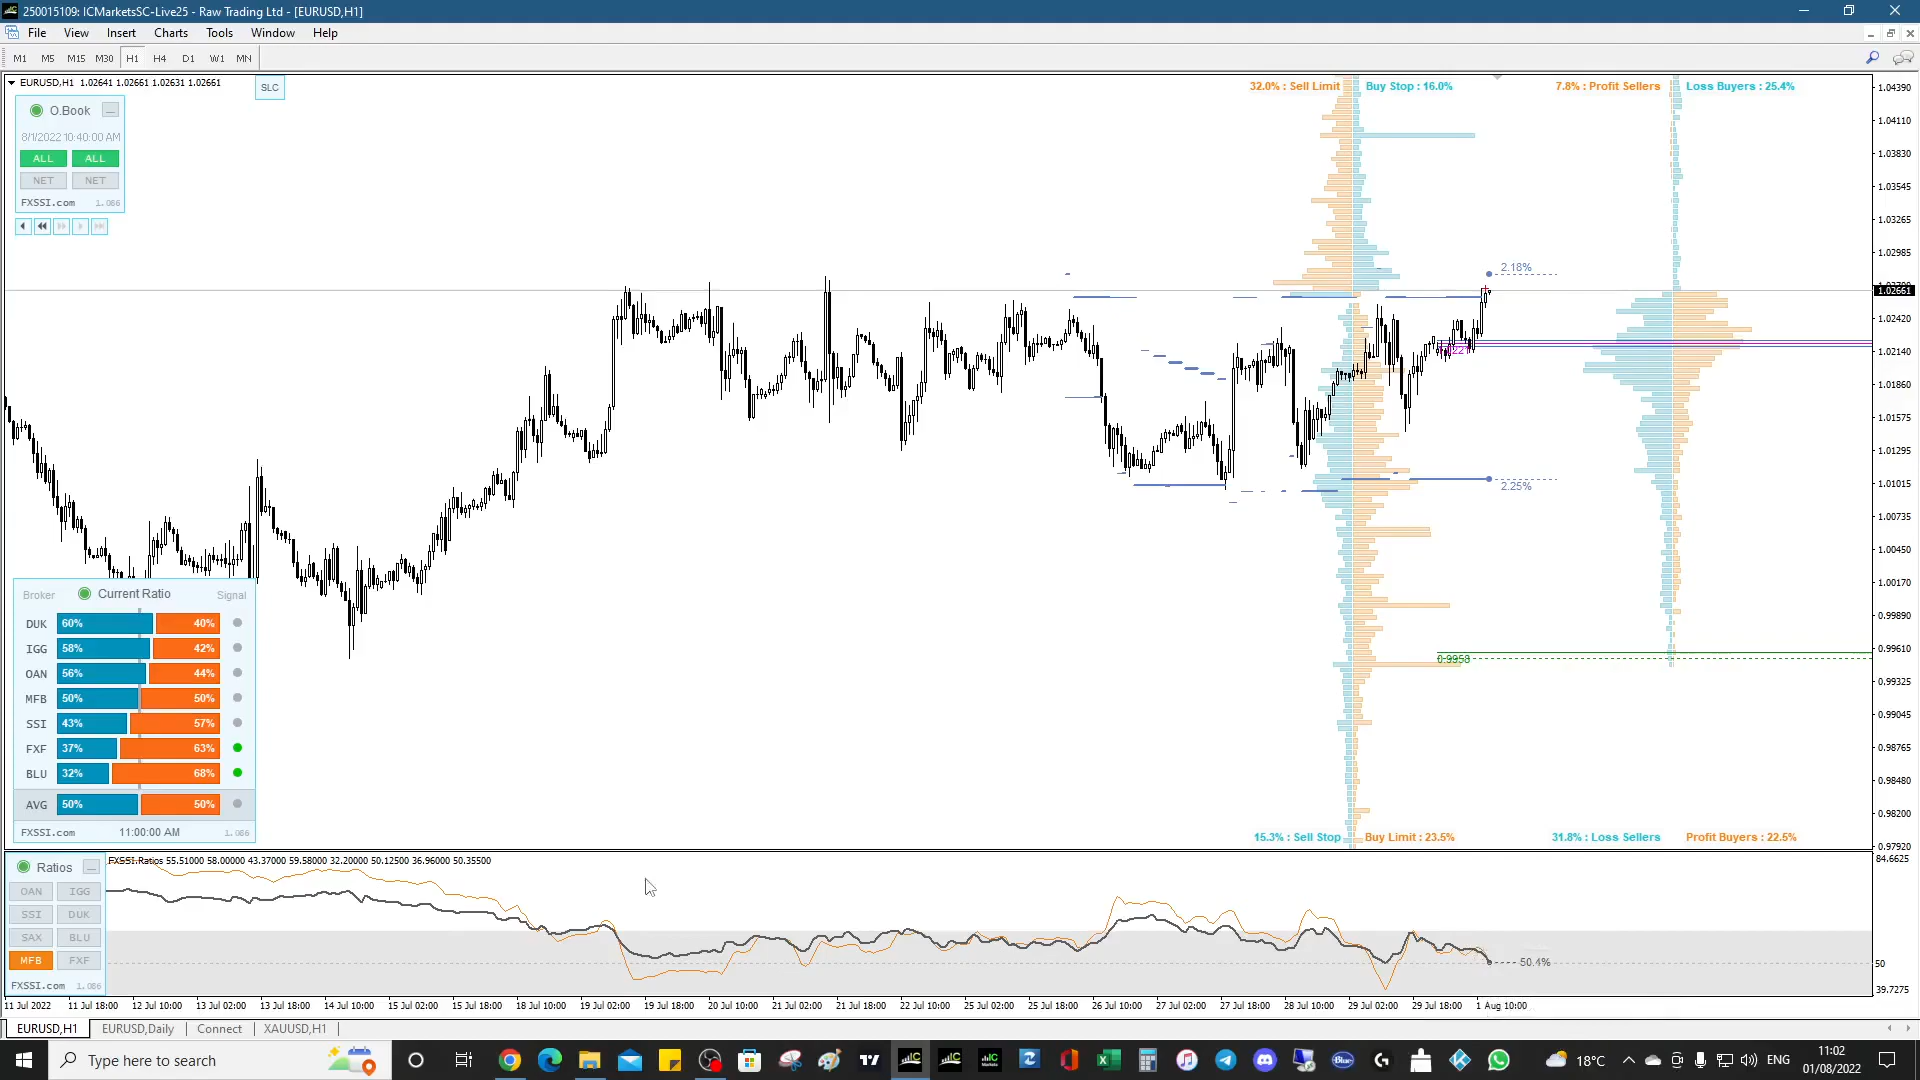 250015109: ICMarketsSC-Live25 - Raw Trading Ltd - [EURUSD,H1]
File View Insert Charts Tools Window Help
M1 M5 M15 M30 H1 H4 D1 W1 MN
EURUSD,H1 1.02641 1.02661 1.02631 1.02661
SLC
32.0% : Sell Limit Buy Stop : 16.0% 7.8% : Profit Sellers Loss Buyers : 25.4%
O.Book
8/1/2022 10:40:00 AM
ALL ALL
NET NET
FXSSI.com 1.086
1.04390
1.04110
1.03830
1.03545
1.03265
1.02985
1.02661
1.02420
1.02140
1.01860
1.01575
1.01295
1.01015
1.00735
1.00450
1.00170
0.99890
0.99610
0.99325
0.99045
0.98765
0.98480
0.98200
0.97920
2.18%
2.25%
0.9958
Broker Current Ratio Signal
DUK 60% 40%
IGG 58% 42%
OAN 56% 44%
MFB 50% 50%
SSI 43% 57%
FXF 37% 63%
BLU 32% 68%
AVG 50% 50%
FXSSI.com 11:00:00 AM 1.086
15.3% : Sell Stop Buy Limit : 23.5% 31.8% : Loss Sellers Profit Buyers : 22.5%
FXSSI.Ratios 55.51000 58.00000 43.37000 59.58000 32.20000 50.12500 36.96000 50.35500
84.6625
Ratios
OAN IGG
SSI DUK
SAX BLU
MFB FXF
FXSSI.com 1.086
50.4%
50
39.7275
11 Jul 2022 11 Jul 18:00 12 Jul 10:00 13 Jul 02:00 13 Jul 18:00 14 Jul 10:00 15 Jul 02:00 15 Jul 18:00 18 Jul 10:00 19 Jul 02:00 19 Jul 18:00 20 Jul 10:00 21 Jul 02:00 21 Jul 18:00 22 Jul 10:00 25 Jul 02:00 25 Jul 18:00 26 Jul 10:00 27 Jul 02:00 27 Jul 18:00 28 Jul 10:00 29 Jul 02:00 29 Jul 18:00 1 Aug 10:00
EURUSD,H1 EURUSD,Daily Connect XAUUSD,H1
Type here to search
18°C ENG
11:02
01/08/2022